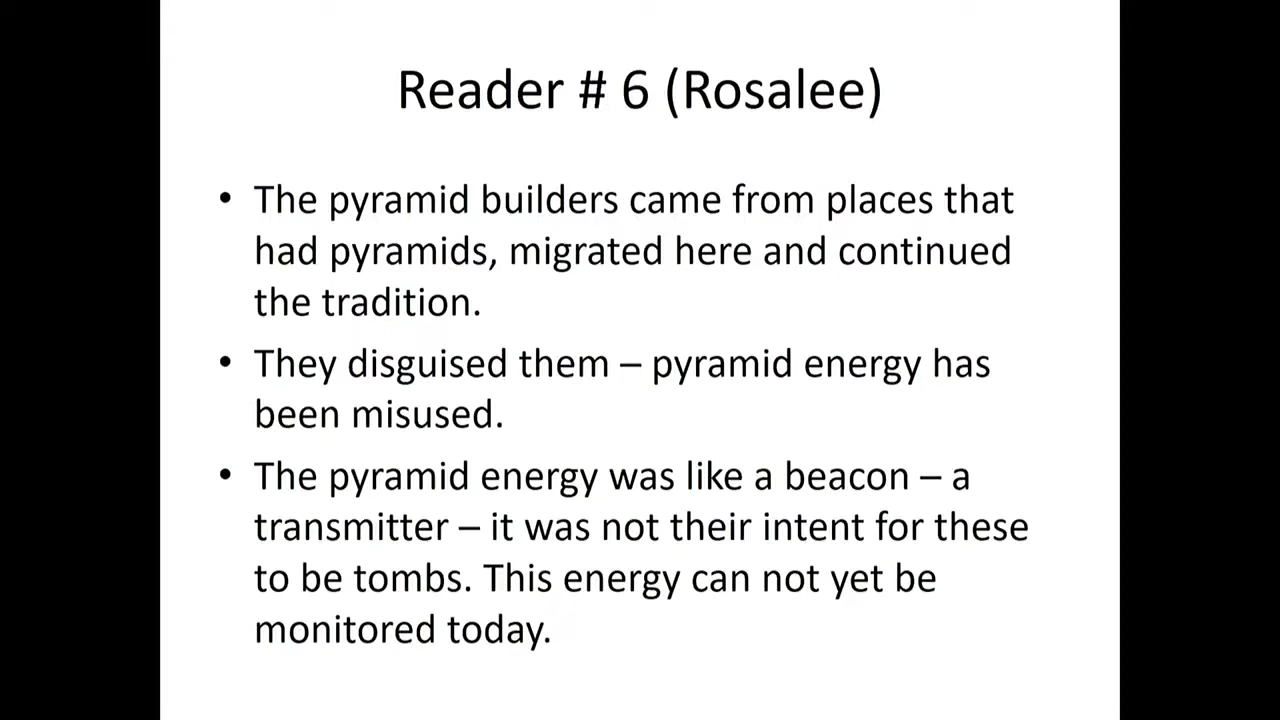 Reader # 6 (Rosalee)
• The pyramid builders came from places that
had pyramids, migrated here and continued
the tradition.
• They disguised them – pyramid energy has
been misused.
• The pyramid energy was like a beacon – a
transmitter – it was not their intent for these
to be tombs. This energy can not yet be
monitored today.